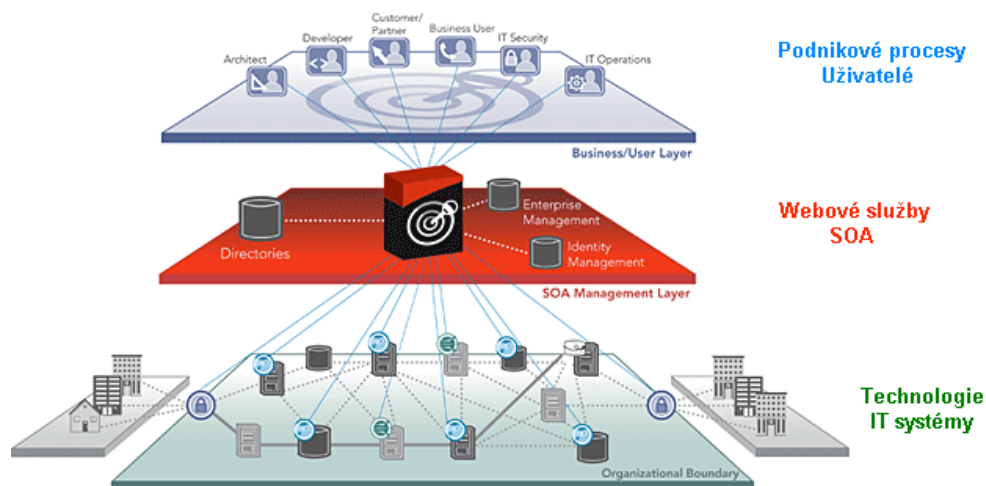 Customer/
Partner
Developer
Business User
IT Security
Architect
IT Operations
Podnikové procesy
Uživatelé
Business/User Layer
Enterprise
Management
Directories
Identity
Management
Webové služby
SOA
SOA Management Layer
Technologie
IT systémy
Organizational Boundary